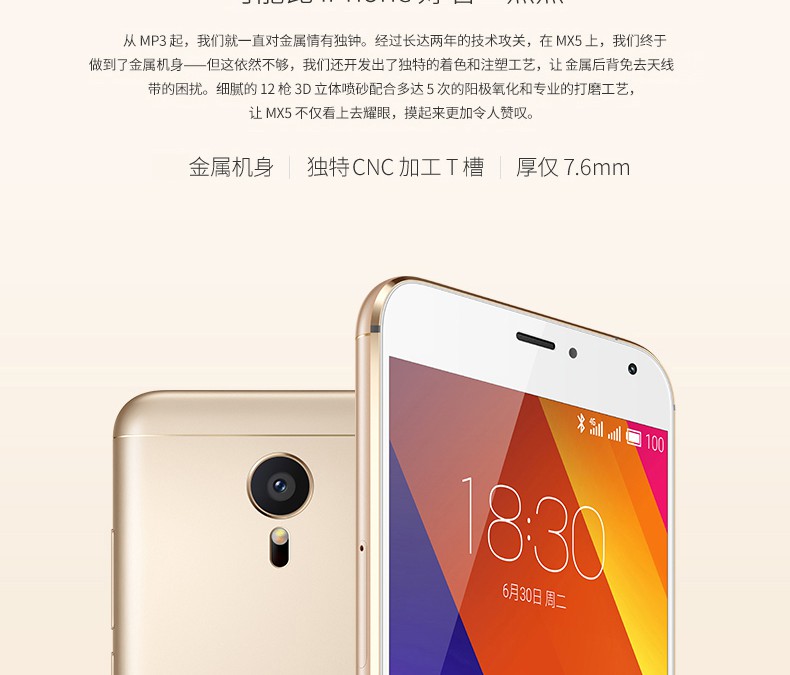 从 MP3 起，我们就一直对金属情有独钟。经过长达两年的技术攻关，在 MX5 上，我们终于
做到了金属机身——但这依然不够，我们还开发出了独特的着色和注塑工艺，让 金属后背免去天线
带的困扰。细腻的 12 枪 3D 立体喷砂配合多达 5 次的阳极氧化和专业的打磨工艺，
让 MX5 不仅看上去耀眼，摸起来更加令人赞叹。
金属机身 | 独特CNC 加工 T 槽 | 厚仅 7.6mm
4G 100
18:30
6月30日 周二